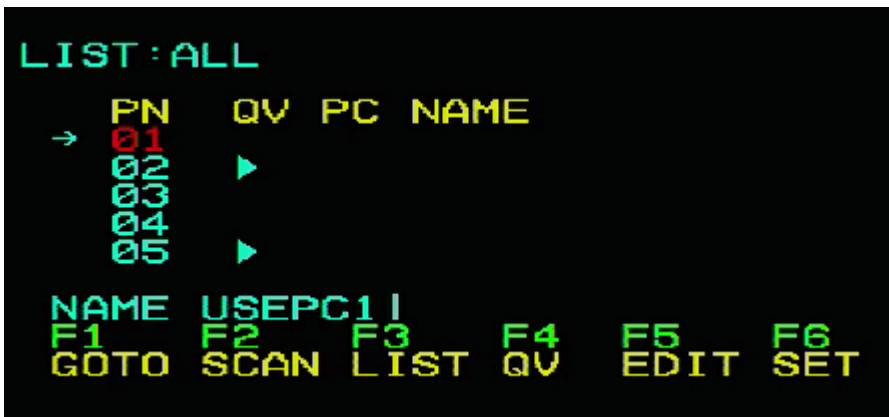 LIST:ALL
PN QV PC NAME
→ 01
02 ▶
03
04
05 ▶
NAME USEPC1|
F1 F2 F3 F4 F5 F6
GOTO SCAN LIST QV EDIT SET